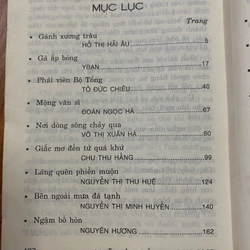 MỤC LỤC
Trang
• Gánh xương trâu
HỒ THỊ HẢI ÂU 5
• Gà ấp bóng
YBAN 17
• Phái viên Bộ Tổng
TÔ ĐỨC CHIÊU 40
• Mộng văn sĩ
ĐOÀN NGỌC HÀ 67
• Nơi dòng sông chảy qua
VÕ THỊ XUÂN HÀ 80
• Giấc mơ đến từ quá khứ
CHU THU HẰNG 99
• Lãng quên phiền muộn
NGUYỄN THỊ THU HUỆ 124
• Bên ngoài mưa đã tạnh
NGUYỄN THỊ MINH HUYỀN 140
• Ngậm bồ hòn
NGUYÊN HƯƠNG 162